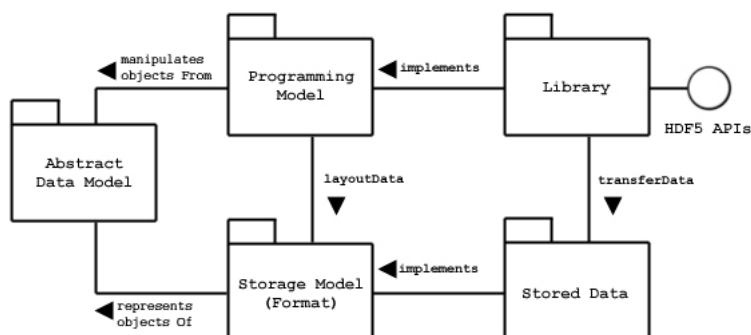 manipulates
objects From
Programming
Model
implements
Library
HDF5 APIs
Abstract
Data Model
layoutData
transferData
Storage Model
(Format)
implements
Stored Data
represents
objects Of